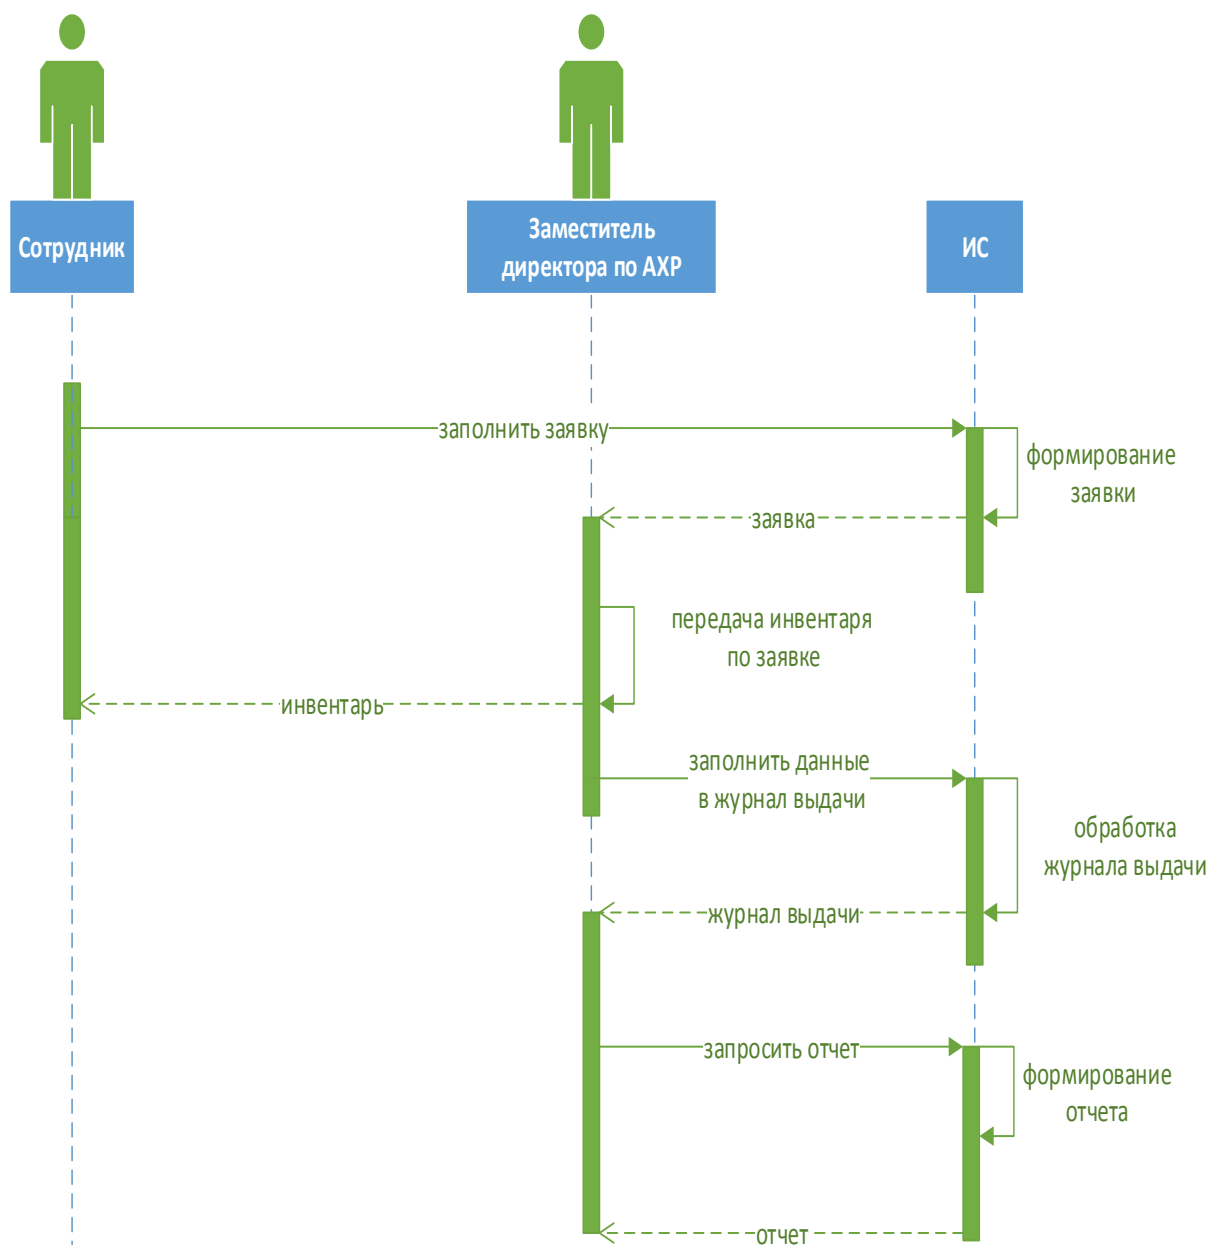 Сотрудник
Заместитель
директора по АХР
ИС
заполнить заявку
формирование
заявки
заявка
передача инвентаря
по заявке
инвентарь
заполнить данные
в журнал выдачи
обработка
журнала выдачи
журнал выдачи
запросить отчет
формирование
отчета
отчет